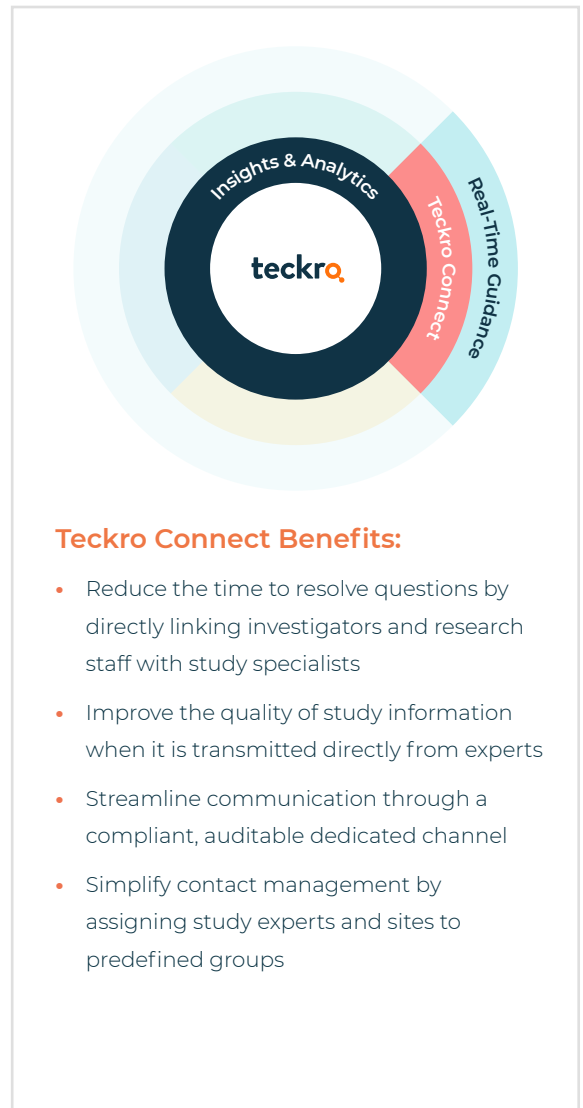 Insights & Analytics
teckro
Teckro Connect
Real-Time Guidance
Teckro Connect Benefits:
• Reduce the time to resolve questions by
directly linking investigators and research
staff with study specialists
• Improve the quality of study information
when it is transmitted directly from experts
• Streamline communication through a
compliant, auditable dedicated channel
• Simplify contact management by
assigning study experts and sites to
predefined groups